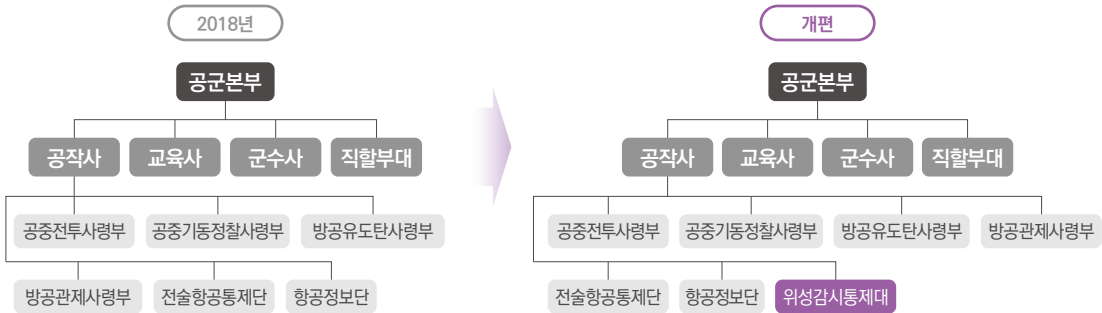 2018년
공군본부
공작사 교육사 군수사 직할부대
공중전투사령부 공중기동정찰사령부 방공유도탄사령부
방공관제사령부 전술항공통제단 항공정보단
개편
공군본부
공작사 교육사 군수사 직할부대
공중전투사령부 공중기동정찰사령부 방공유도탄사령부 방공관제사령부
전술항공통제단 항공정보단 위성감시통제대